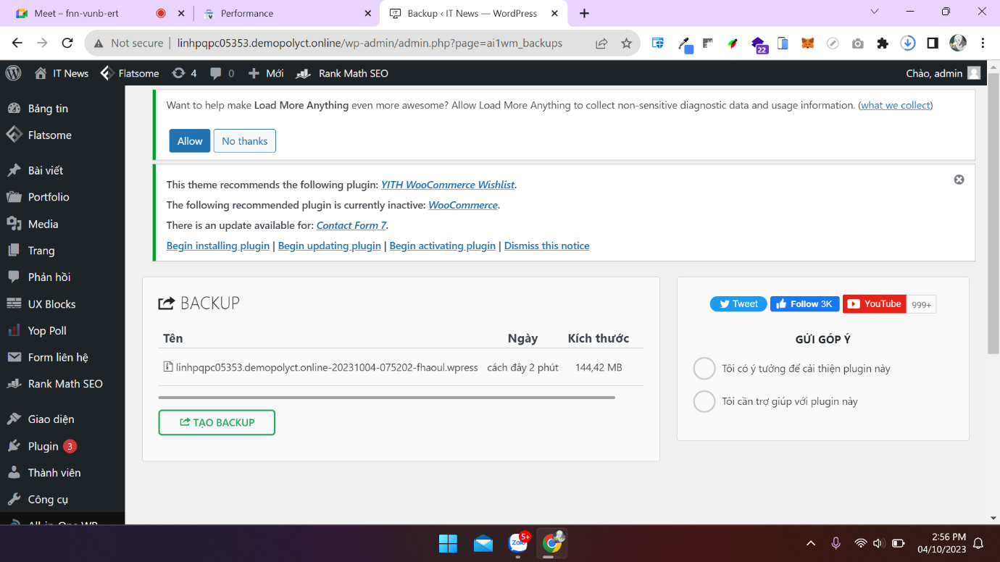 Meet – fnn-vunb-ert
Performance
Backup ‹ IT News — WordPress
Not secure
linhpqpc05353.demopolyct.online/wp-admin/admin.php?page=ai1wm_backups
22
IT News
Flatsome
4
0
Mới
Rank Math SEO
Chào, admin
Bảng tin
Flatsome
Bài viết
Portfolio
Media
Trang
Phản hồi
UX Blocks
Yop Poll
Form liên hệ
Rank Math SEO
Giao diện
Plugin 3
Thành viên
Công cụ
All-in-One WP
Want to help make Load More Anything even more awesome? Allow Load More Anything to collect non-sensitive diagnostic data and usage information. (what we collect)
Allow
No thanks
This theme recommends the following plugin: YITH WooCommerce Wishlist.
The following recommended plugin is currently inactive: WooCommerce.
There is an update available for: Contact Form 7.
Begin installing plugin | Begin updating plugin | Begin activating plugin | Dismiss this notice
BACKUP
Tên Ngày Kích thước
linhpqpc05353.demopolyct.online-20231004-075202-fhaoul.wpress cách đây 2 phút 144,42 MB
TẠO BACKUP
Tweet
Follow 3K
YouTube
999+
GỬI GÓP Ý
Tôi có ý tưởng để cải thiện plugin này
Tôi cần trợ giúp với plugin này
Zalo
5+
2:56 PM
04/10/2023